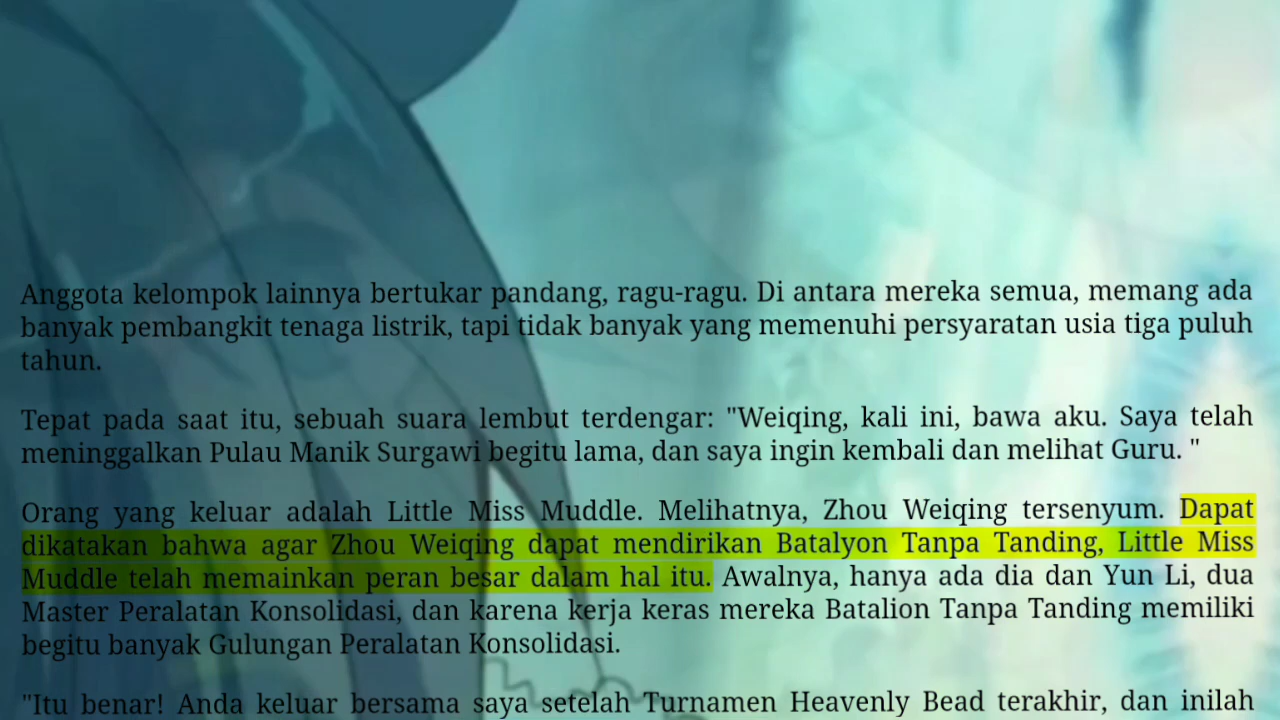 Anggota kelompok lainnya bertukar pandang, ragu-ragu. Di antara mereka semua, memang ada
banyak pembangkit tenaga listrik, tapi tidak banyak yang memenuhi persyaratan usia tiga puluh
tahun.
Tepat pada saat itu, sebuah suara lembut terdengar: "Weiqing, kali ini, bawa aku. Saya telah
meninggalkan Pulau Manik Surgawi begitu lama, dan saya ingin kembali dan melihat Guru. "
Orang yang keluar adalah Little Miss Muddle. Melihatnya, Zhou Weiqing tersenyum. Dapat
dikatakan bahwa agar Zhou Weiqing dapat mendirikan Batalyon Tanpa Tanding, Little Miss
Muddle telah memainkan peran besar dalam hal itu. Awalnya, hanya ada dia dan Yun Li, dua
Master Peralatan Konsolidasi, dan karena kerja keras mereka Batalion Tanpa Tanding memiliki
begitu banyak Gulungan Peralatan Konsolidasi.
"Itu benar! Anda keluar bersama saya setelah Turnamen Heavenly Bead terakhir, dan inilah